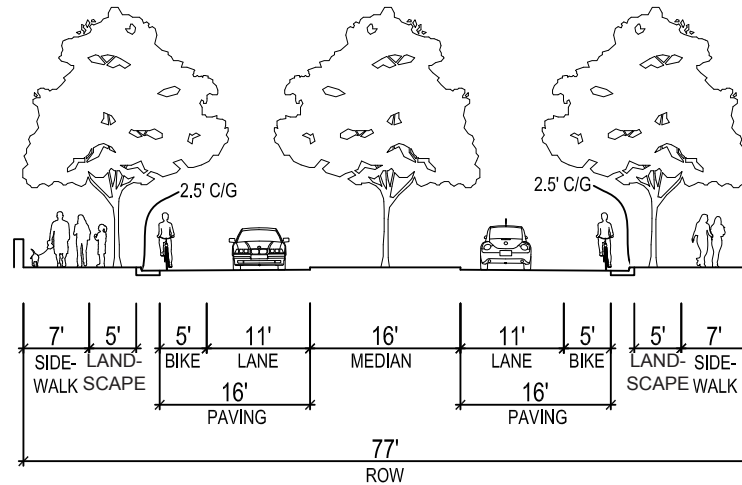 2.5' C/G
2.5' C/G
7' 5' 5' 11' 16' 11' 5' 5' 7'
SIDE- LAND- BIKE LANE MEDIAN LANE BIKE LAND- SIDE-
WALK SCAPE SCAPE WALK
16' 16'
PAVING PAVING
77'
ROW